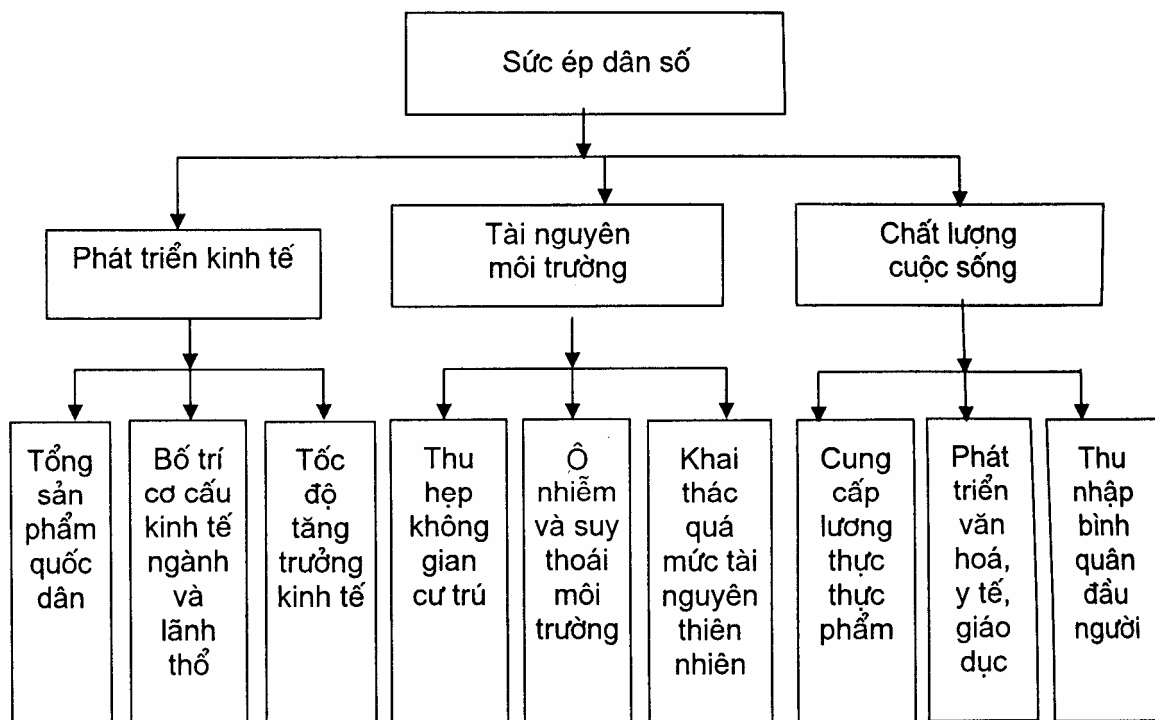 Sức ép dân số
Phát triển kinh tế
Tài nguyên
môi trường
Chất lượng
cuộc sống
Tổng
sản
phẩm
quốc
dân
Bố trí
cơ cấu
kinh tế
ngành
và
lãnh
thổ
Tốc
độ
tăng
trưởng
kinh tế
Thu
hẹp
không
gian
cư trú
Ô
nhiễm
và suy
thoái
môi
trường
Khai
thác
quá
mức tài
nguyên
thiên
nhiên
Cung
cấp
lương
thực
thực
phẩm
Phát
triển
văn
hoá,
y tế,
giáo
dục
Thu
nhập
bình
quân
đầu
người